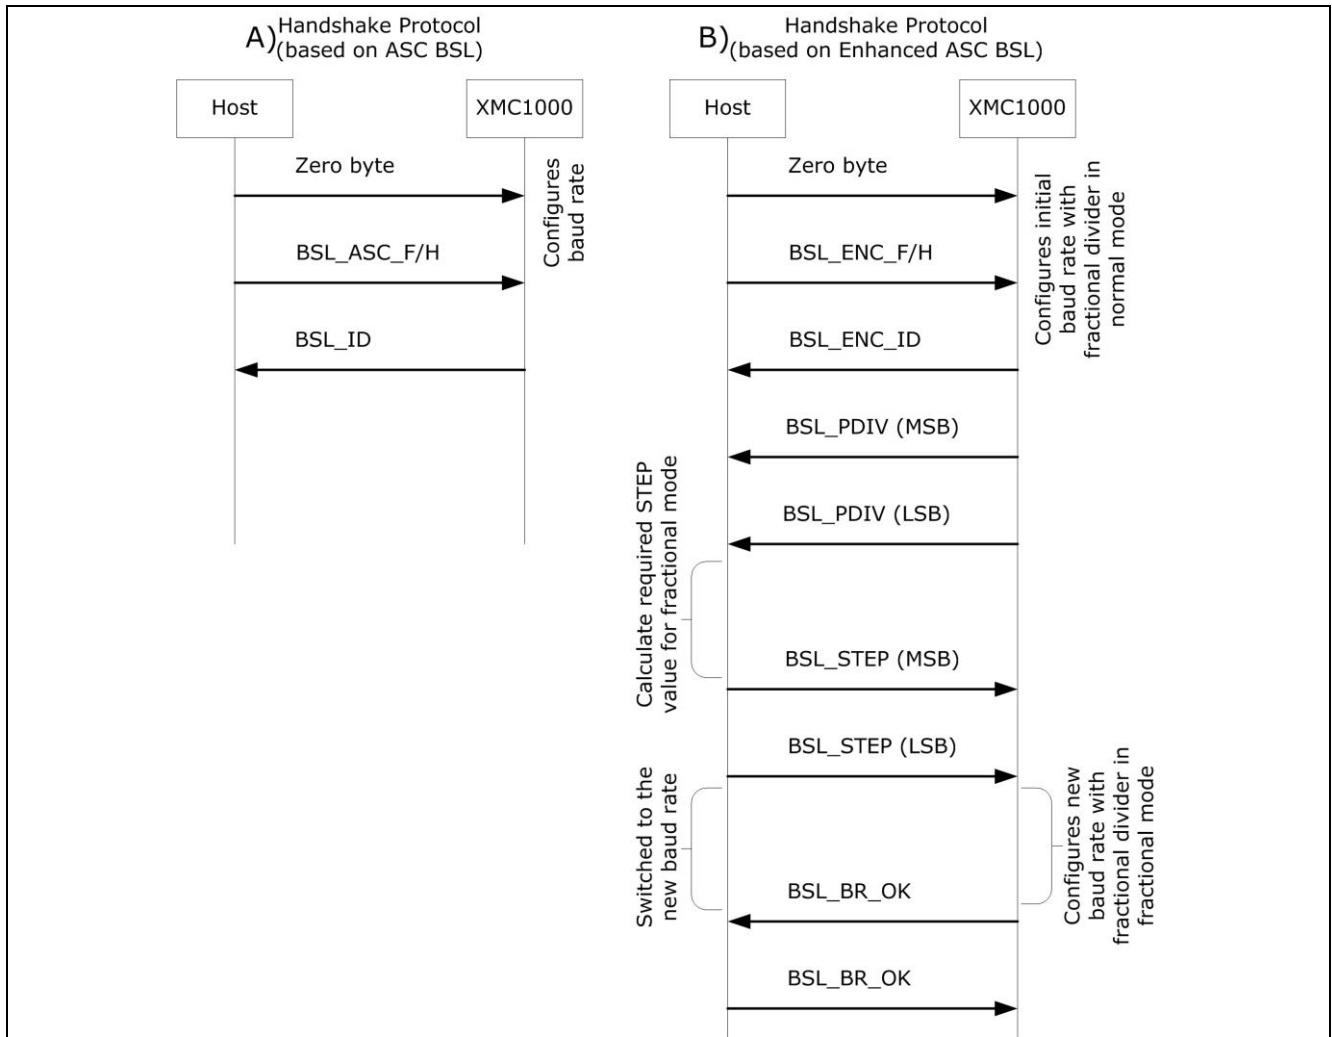 A) Handshake Protocol
(based on ASC BSL)
Host
XMC1000
Zero byte
Configures
baud rate
BSL_ASC_F/H
BSL_ID
B) Handshake Protocol
(based on Enhanced ASC BSL)
Host
XMC1000
Zero byte
Configures initial
baud rate with
fractional divider in
normal mode
BSL_ENC_F/H
BSL_ENC_ID
BSL_PDIV (MSB)
BSL_PDIV (LSB)
Calculate required STEP
value for fractional mode
BSL_STEP (MSB)
BSL_STEP (LSB)
Switched to the
new baud rate
Configures new
baud rate with
fractional divider in
fractional mode
BSL_BR_OK
BSL_BR_OK